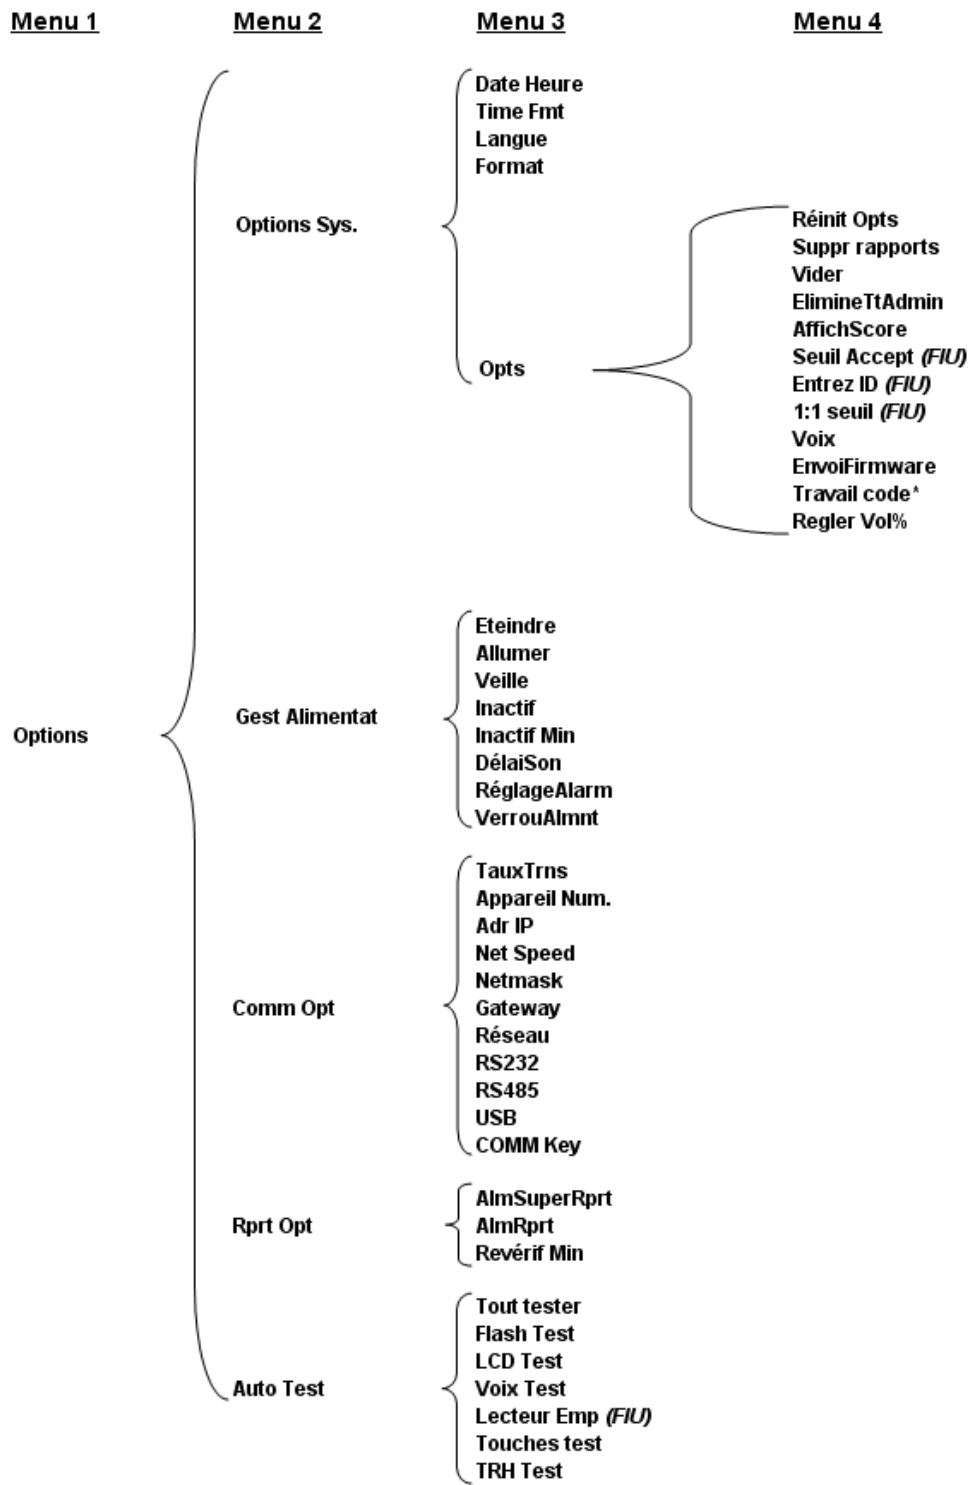 Menu 1 Menu 2 Menu 3 Menu 4
Date Heure
Time Fmt
Langue
Format
Options Sys.
Opts
Réinit Opts
Suppr rapports
Vider
ElimineTtAdmin
AffichScore
Seuil Accept (FIU)
Entrez ID (FIU)
1:1 seuil (FIU)
Voix
EnvoiFirmware
Travail code*
Regler Vol%
Options
Gest Alimentat
Eteindre
Allumer
Veille
Inactif
Inactif Min
DélaiSon
RéglageAlarm
VerrouAlmnt
Comm Opt
TauxTrns
Appareil Num.
Adr IP
Net Speed
Netmask
Gateway
Réseau
RS232
RS485
USB
COMM Key
Rprt Opt
AlmSuperRprt
AlmRprt
Revérif Min
Auto Test
Tout tester
Flash Test
LCD Test
Voix Test
Lecteur Emp (FIU)
Touches test
TRH Test